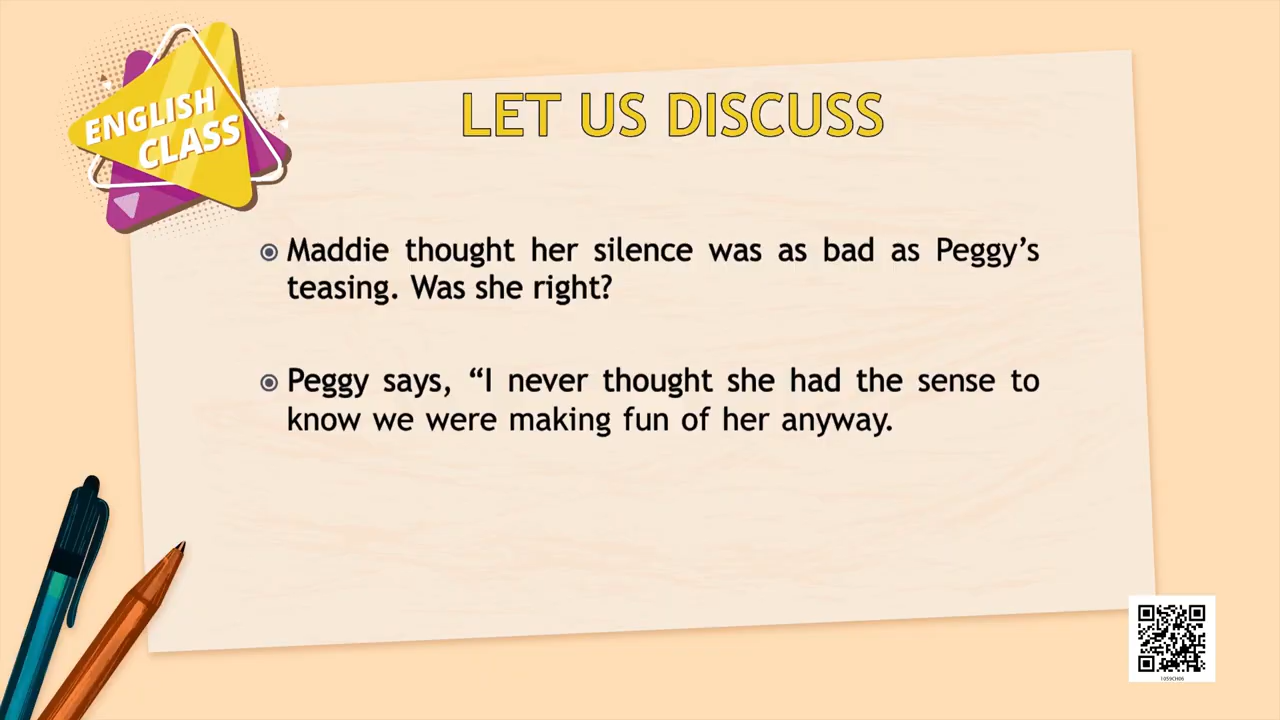 ENGLISH
CLASS
LET US DISCUSS
Maddie thought her silence was as bad as Peggy’s
teasing. Was she right?
Peggy says, “I never thought she had the sense to
know we were making fun of her anyway.
1059CH06